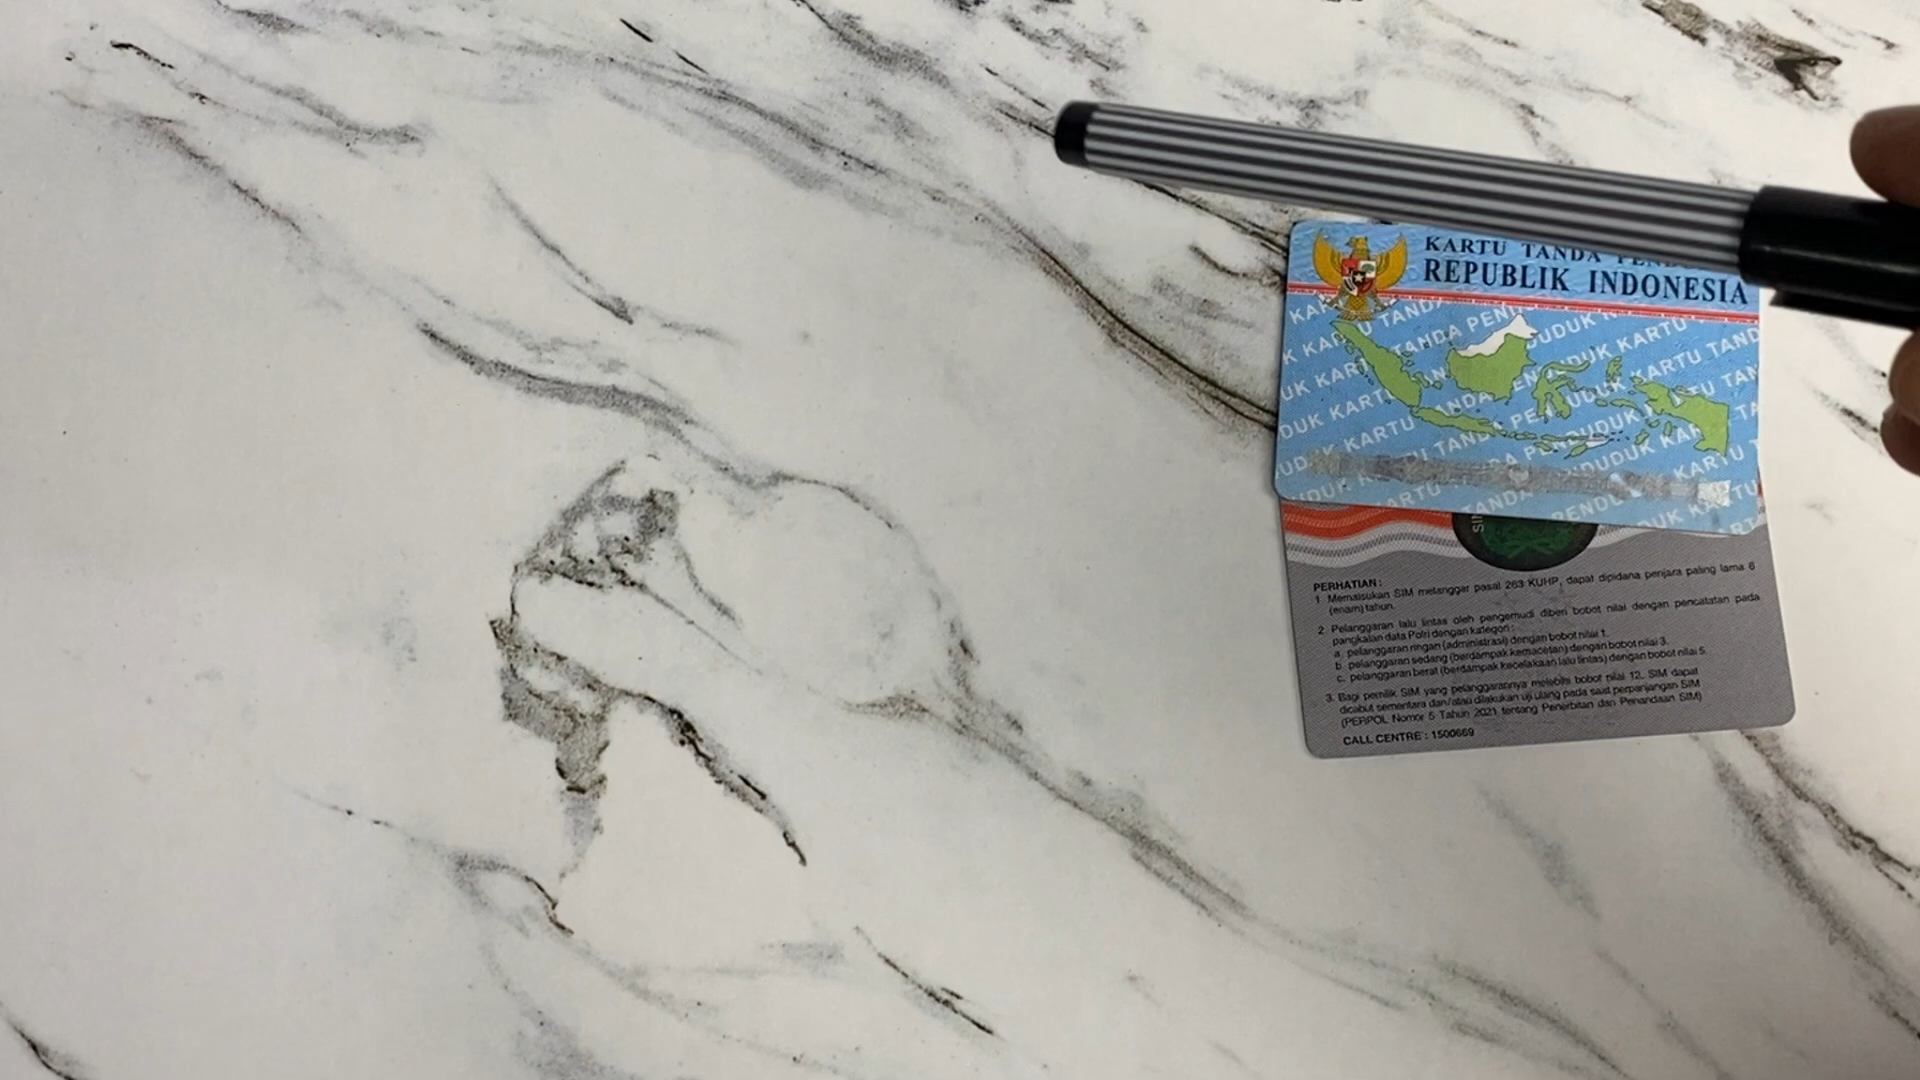 KARTU TANDA
REPUBLIK INDONESIA
KARTU TANDA PENDUDUK KARTU TANDA
SIM
PERHATIAN :
1. Memalsukan SIM melanggar pasal 263 KUHP, dapat dipidana penjara paling lama 6
(enam) tahun.
2. Pelanggaran lalu lintas oleh pengemudi diberi bobot nilai dengan pencatatan pada
pangkalan data Polri dengan kategori :
a. pelanggaran ringan (administrasi) dengan bobot nilai 1.
b. pelanggaran sedang (berdampak kemacetan) dengan bobot nilai 3.
c. pelanggaran berat (berdampak kecelakaan lalu lintas) dengan bobot nilai 5.
3. Bagi pemilik SIM yang pelanggarannya melebihi bobot nilai 12, SIM dapat
dicabut sementara dan/atau dilakukan uji ulang pada saat perpanjangan SIM)
(PERPOL Nomor 5 Tahun 2021 tentang Penerbitan dan Penandaan SIM)
CALL CENTRE : 1500669